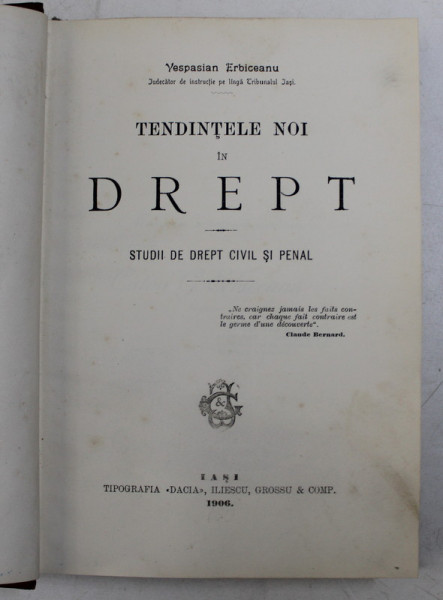 Vespasian Erbiceanu
Judecător de instrucție pe lîngă Tribunalul Iași.
TENDINȚELE NOI
ÎN
DREPT
STUDII DE DREPT CIVIL ȘI PENAL
„Ne craignez jamais les faits con-
traires, car chaque fait contraire est
le germe d'une découverte“.
Claude Bernard.
IAȘI
TIPOGRAFIA «DACIA», ILIESCU, GROSSU & COMP.
1906.